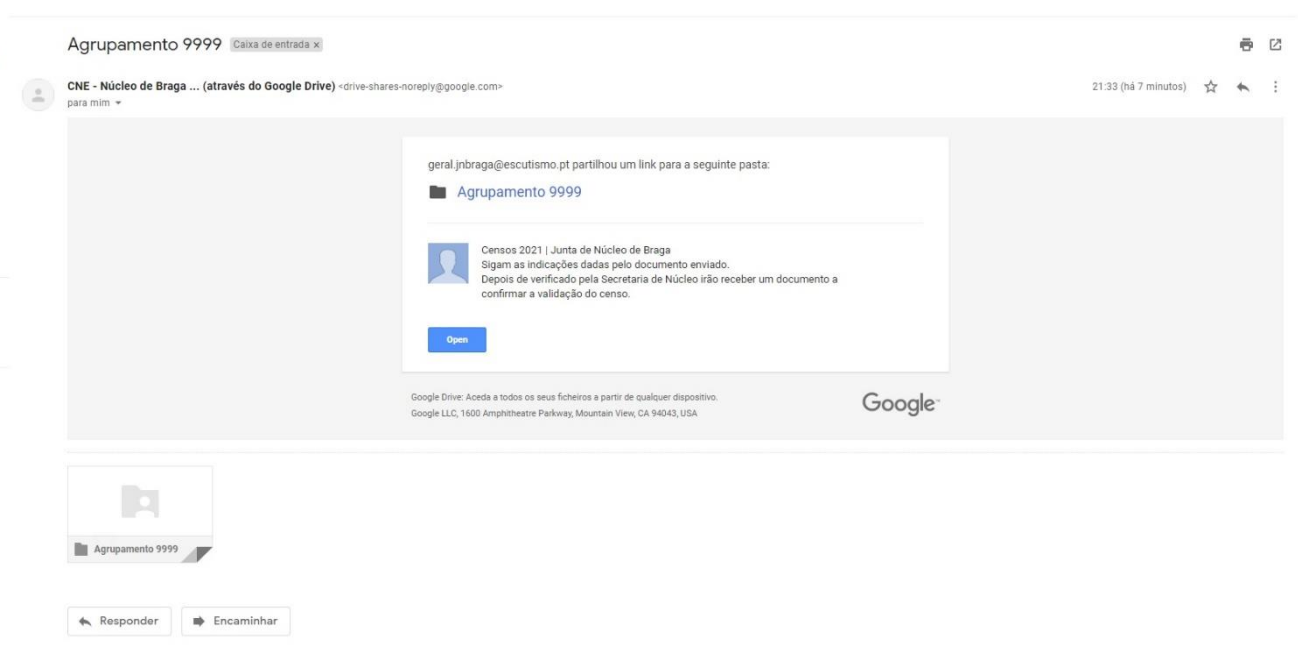 Agrupamento 9999 Caixa de entrada x
CNE - Núcleo de Braga ... (através do Google Drive) <drive-shares-noreply@google.com>
21:33 (há 7 minutos)
para mim
geral.jnbraga@escutismo.pt partilhou um link para a seguinte pasta:
Agrupamento 9999
Censos 2021 | Junta de Núcleo de Braga
Sigam as indicações dadas pelo documento enviado.
Depois de verificado pela Secretaria de Núcleo irão receber um documento a
confirmar a validação do censo.
Open
Google Drive: Aceda a todos os seus ficheiros a partir de qualquer dispositivo.
Google LLC, 1600 Amphitheatre Parkway, Mountain View, CA 94043, USA
Google
Agrupamento 9999
Responder
Encaminhar